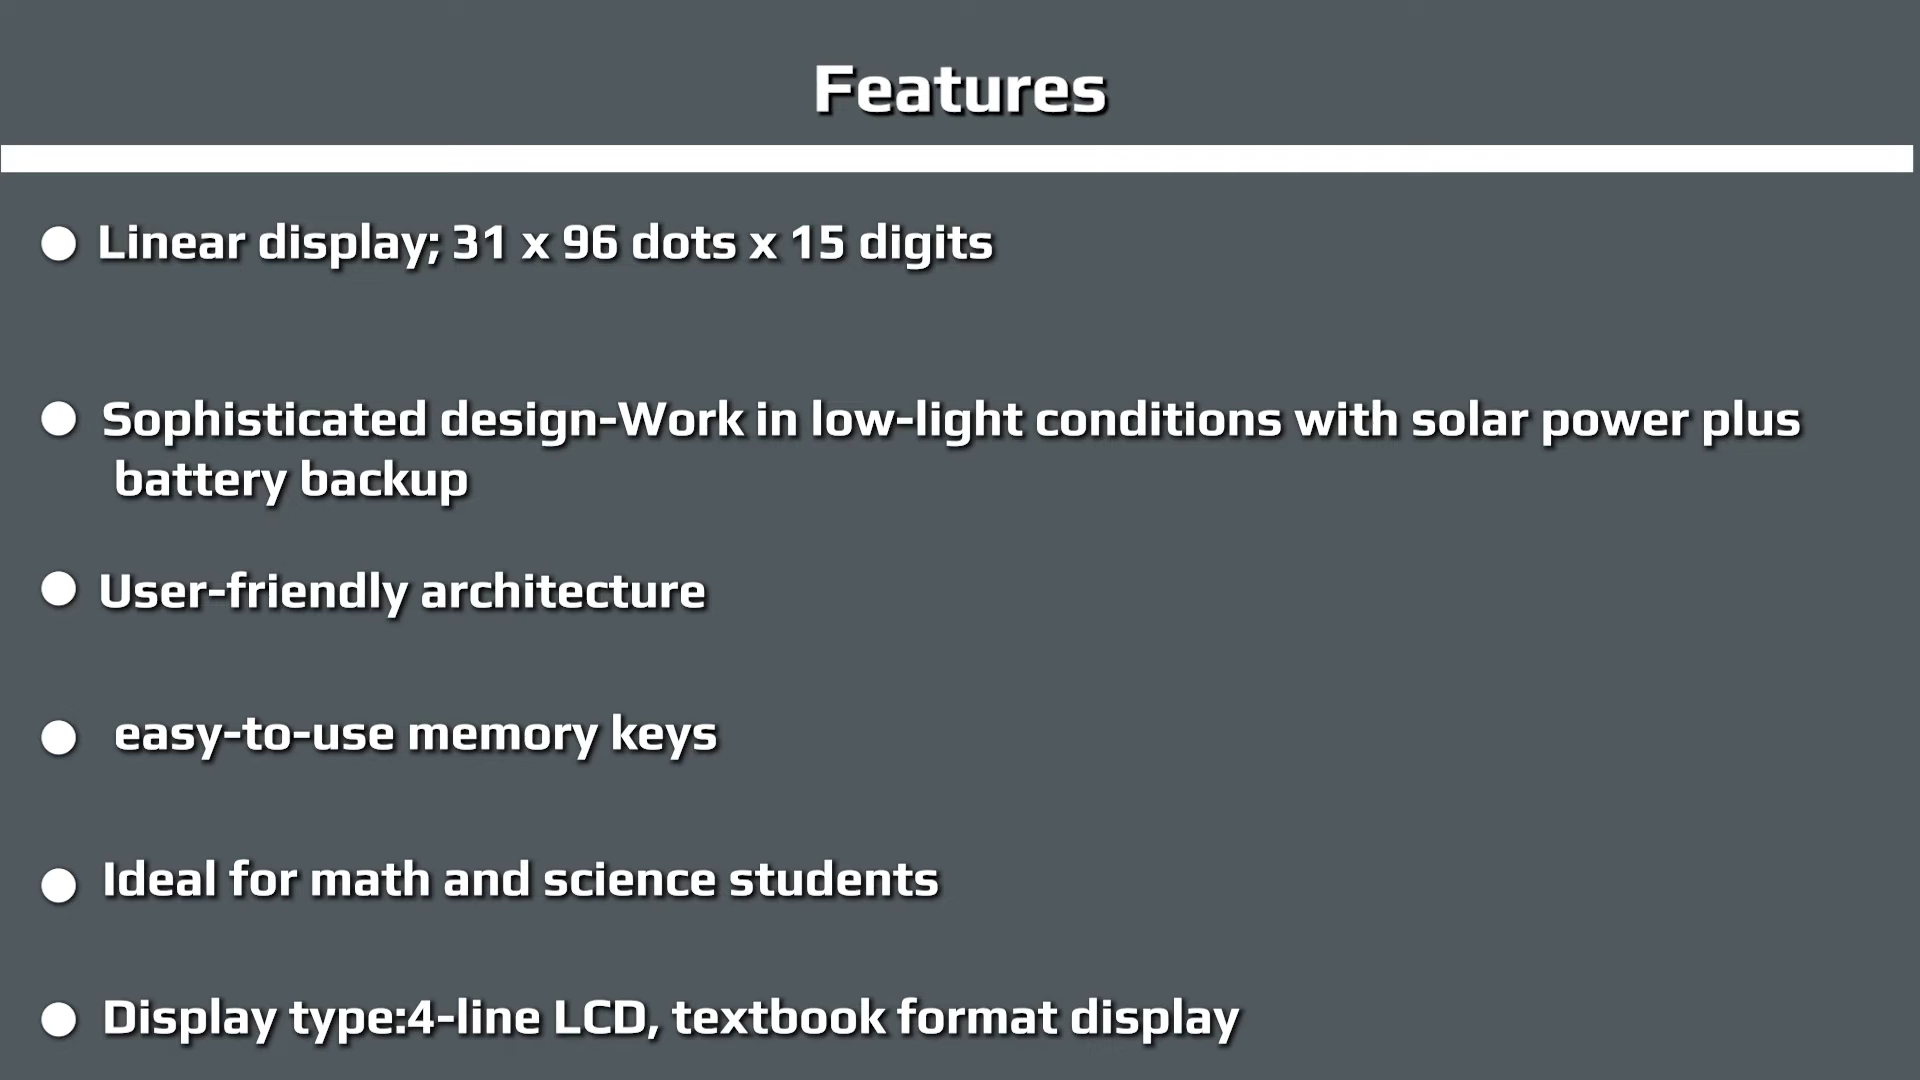 Features
Linear display; 31 x 96 dots x 15 digits
Sophisticated design-Work in low-light conditions with solar power plus
battery backup
User-friendly architecture
easy-to-use memory keys
Ideal for math and science students
Display type:4-line LCD, textbook format display